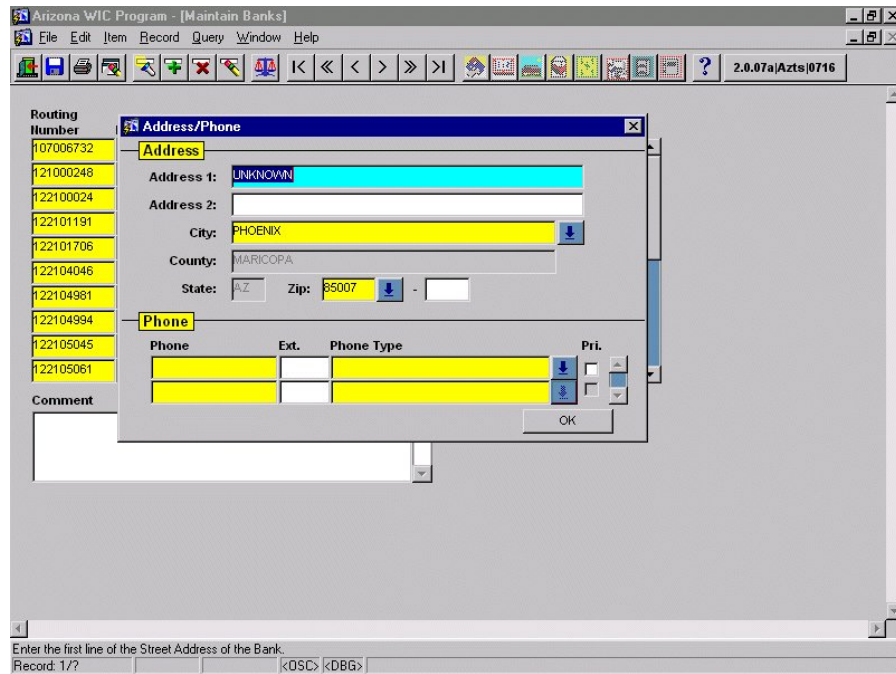 Arizona WIC Program - [Maintain Banks]
File Edit Item Record Query Window Help
2.0.07a|Azts|0716
Routing
Number
107006732
121000248
122100024
122101191
122101706
122104046
122104981
122104994
122105045
122105061
Comment
Address/Phone
Address
Address 1: UNKNOWN
Address 2:
City: PHOENIX
County: MARICOPA
State: AZ Zip: 85007 -
Phone
Phone Ext. Phone Type Pri.
OK
Enter the first line of the Street Address of the Bank.
Record: 1/? <OSC> <DBG>